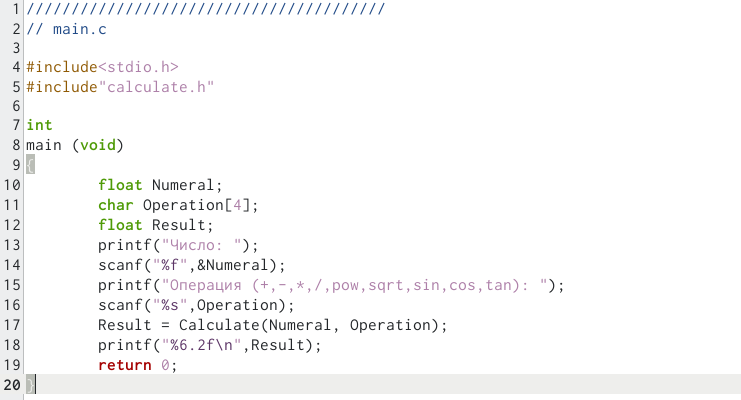 1 ////////////////////////////////////////
2 // main.c
3
4 #include<stdio.h>
5 #include"calculate.h"
6
7 int
8 main (void)
9 {
10 float Numeral;
11 char Operation[4];
12 float Result;
13 printf("Число: ");
14 scanf("%f",&Numeral);
15 printf("Операция (+,-,*,/,pow,sqrt,sin,cos,tan): ");
16 scanf("%s",Operation);
17 Result = Calculate(Numeral, Operation);
18 printf("%6.2f\n",Result);
19 return 0;
20 }